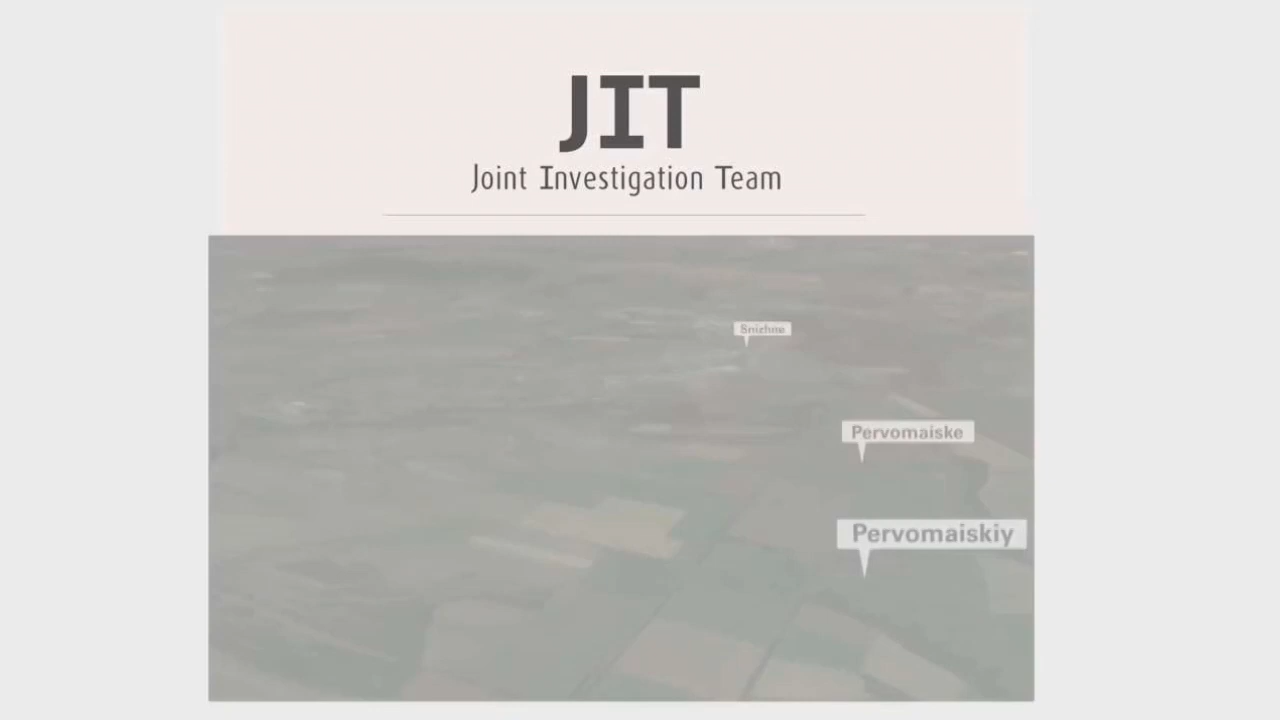 JIT
Joint Investigation Team
Snizhne
Pervomaiske
Pervomaiskiy